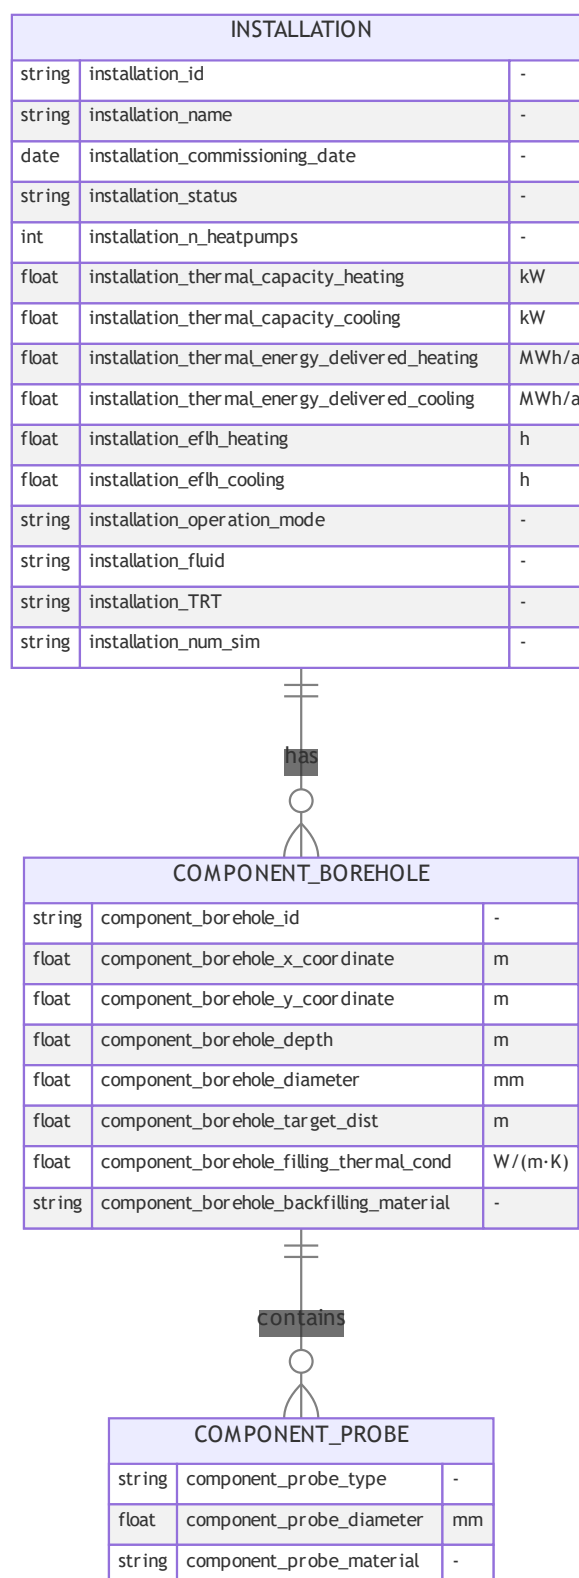 INSTALLATION
string installation_id -
string installation_name -
date installation_commissioning_date -
string installation_status -
int installation_n_heatpumps -
float installation_thermal_capacity_heating kW
float installation_thermal_capacity_cooling kW
float installation_thermal_energy_delivered_heating MWh/a
float installation_thermal_energy_delivered_cooling MWh/a
float installation_eflh_heating h
float installation_eflh_cooling h
string installation_operation_mode -
string installation_fluid -
string installation_TRT -
string installation_num_sim -
has
COMPONENT_BOREHOLE
string component_borehole_id -
float component_borehole_x_coordinate m
float component_borehole_y_coordinate m
float component_borehole_depth m
float component_borehole_diameter mm
float component_borehole_target_dist m
float component_borehole_filling_thermal_cond W/(m·K)
string component_borehole_backfilling_material -
contains
COMPONENT_PROBE
string component_probe_type -
float component_probe_diameter mm
string component_probe_material -